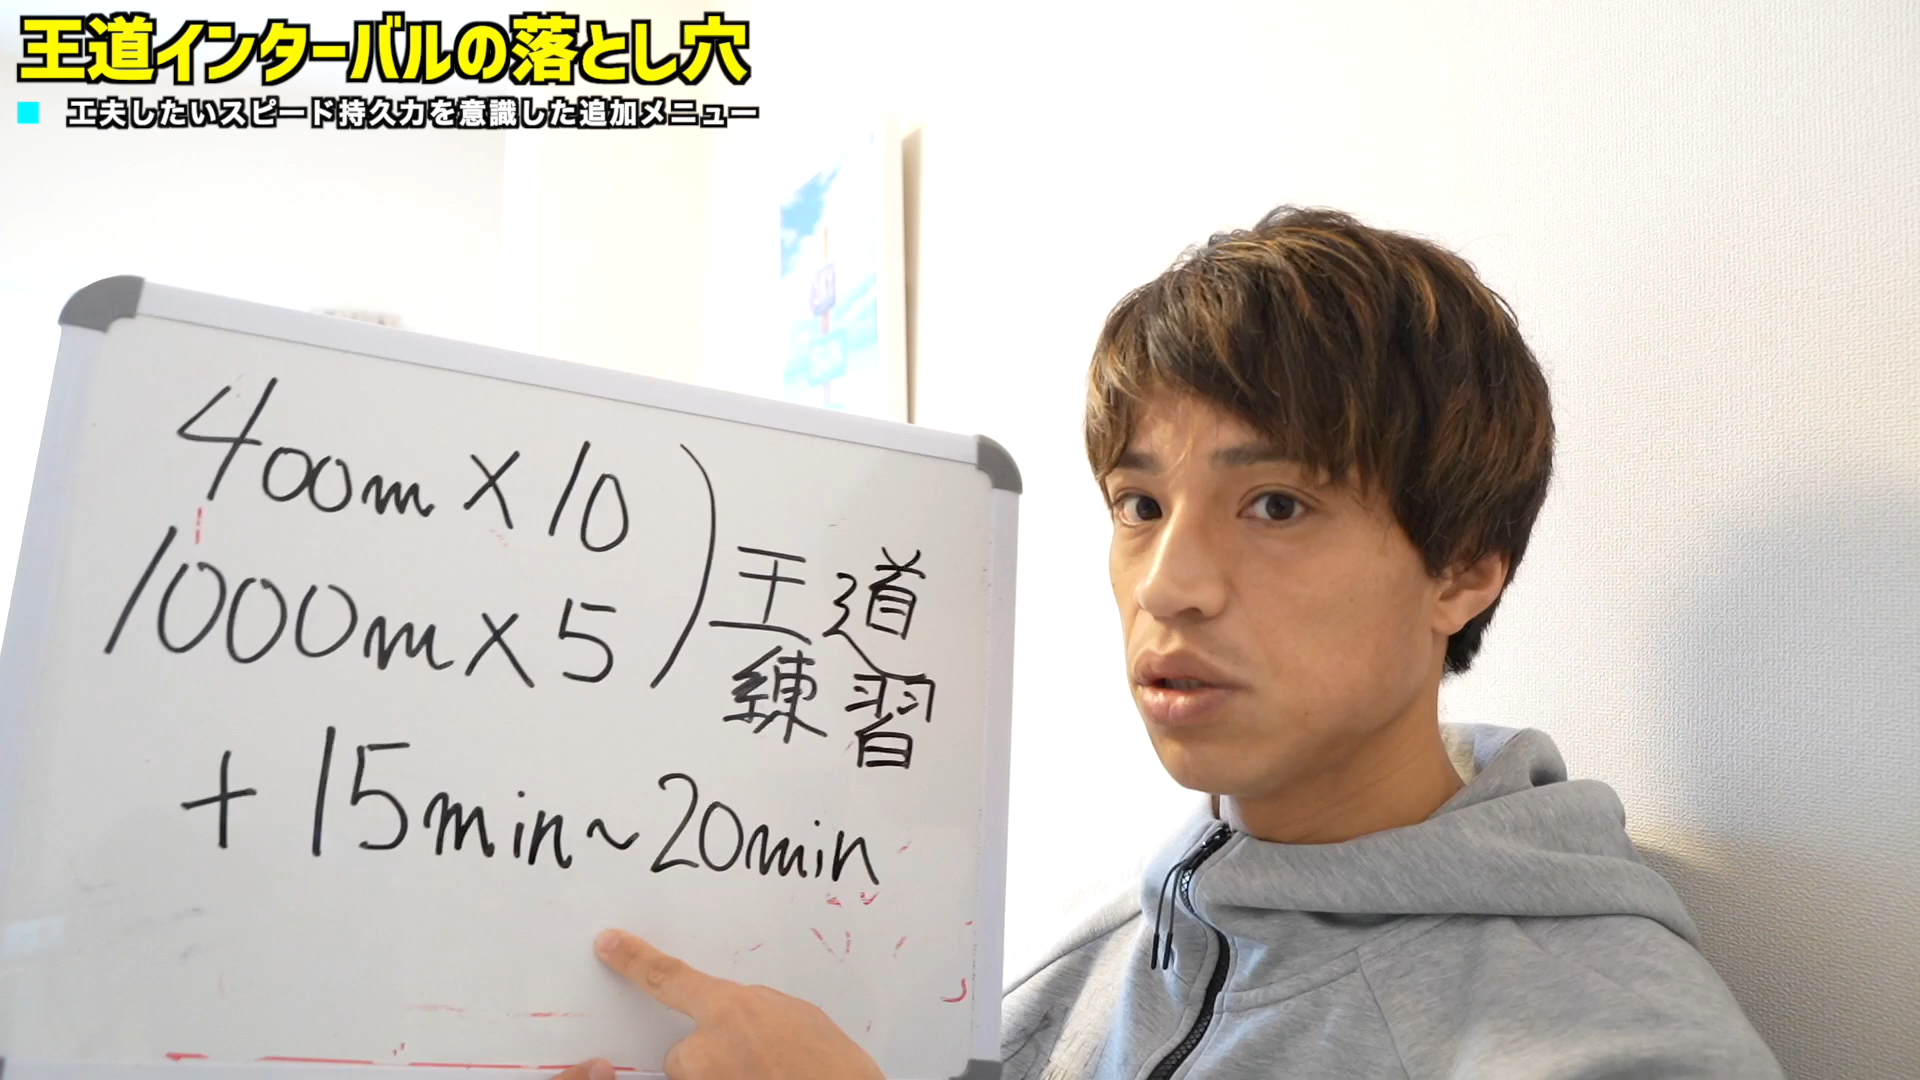 王道インターバルの落とし穴
工夫したいスピード持久力を意識した追加メニュー
400m×10
1000m×5
王道
練習
+15min~20min